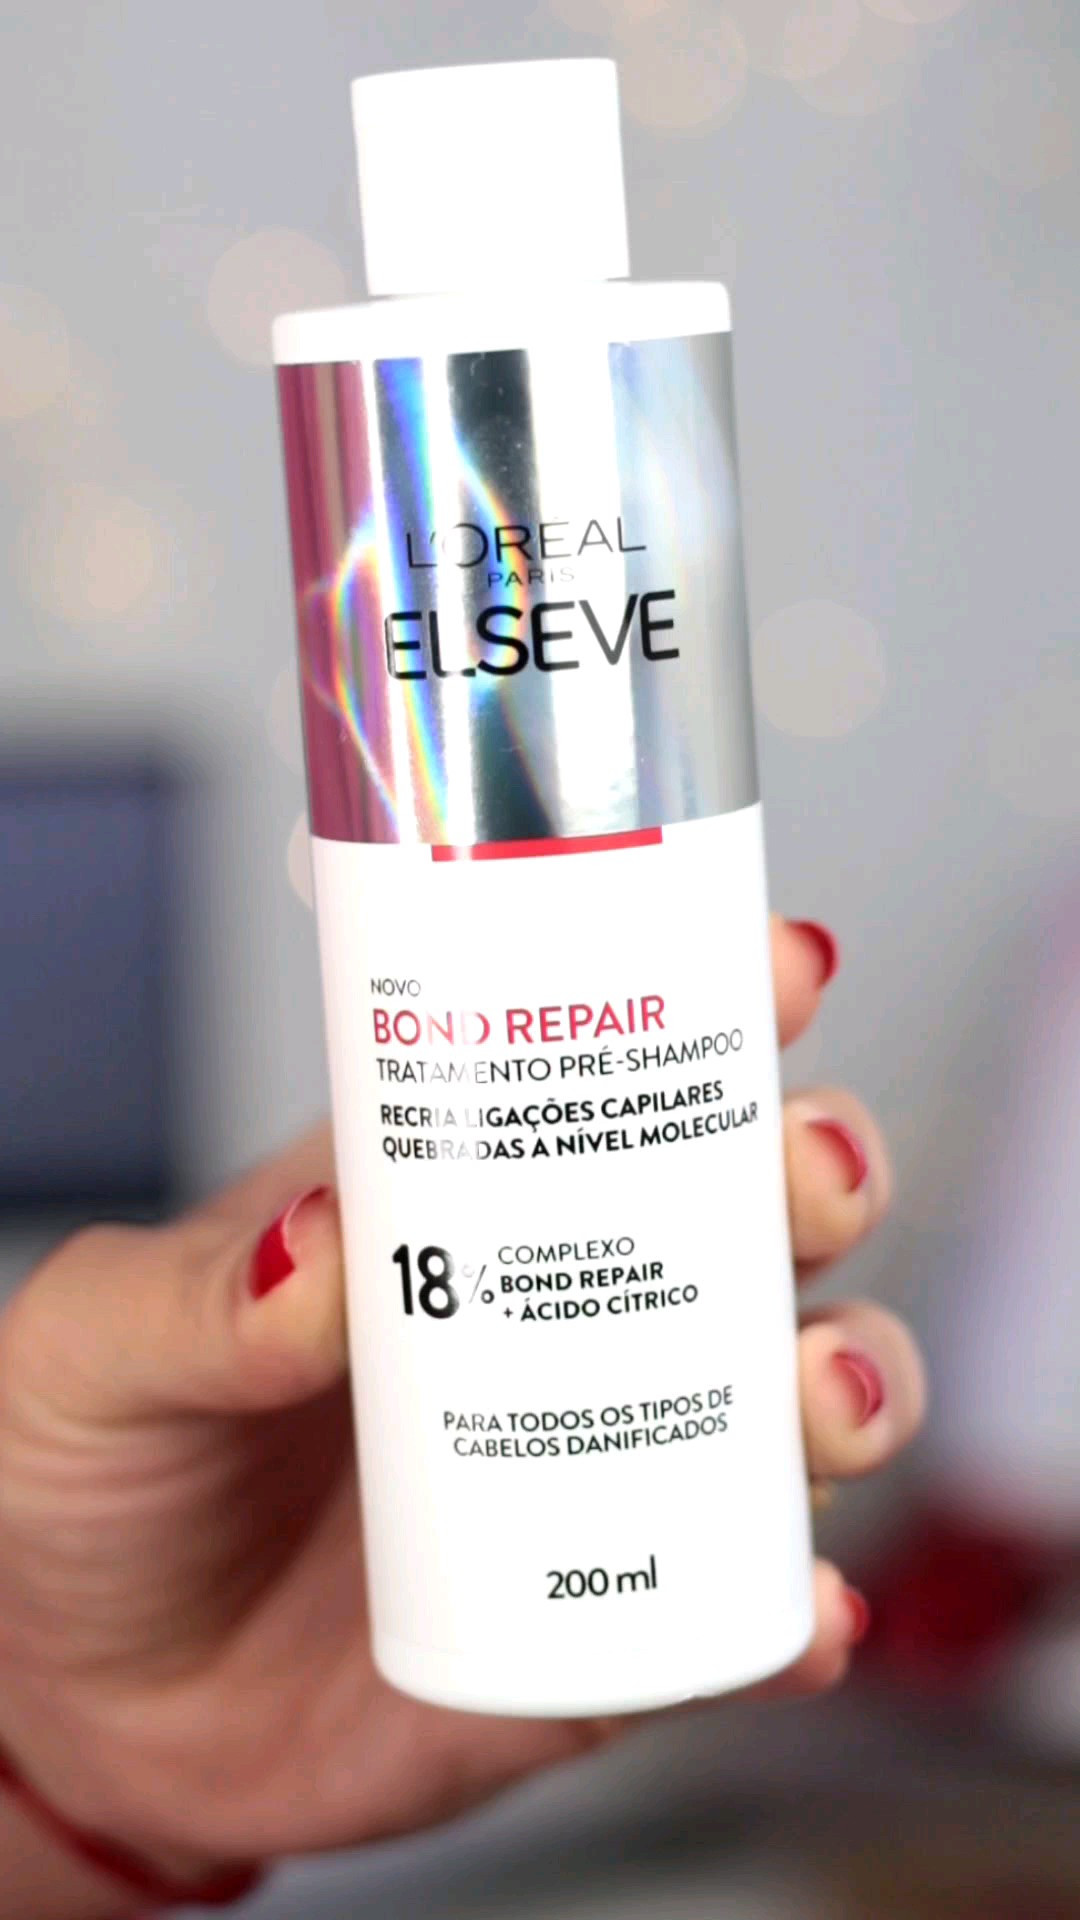 L'ORÉAL
PARIS
ELSEVE
NOVO
BOND REPAIR
TRATAMENTO PRÉ-SHAMPOO
RECRIA LIGAÇÕES CAPILARES
QUEBRADAS A NÍVEL MOLECULAR
18% COMPLEXO
BOND REPAIR
+ ÁCIDO CÍTRICO
PARA TODOS OS TIPOS DE
CABELOS DANIFICADOS
200 ml